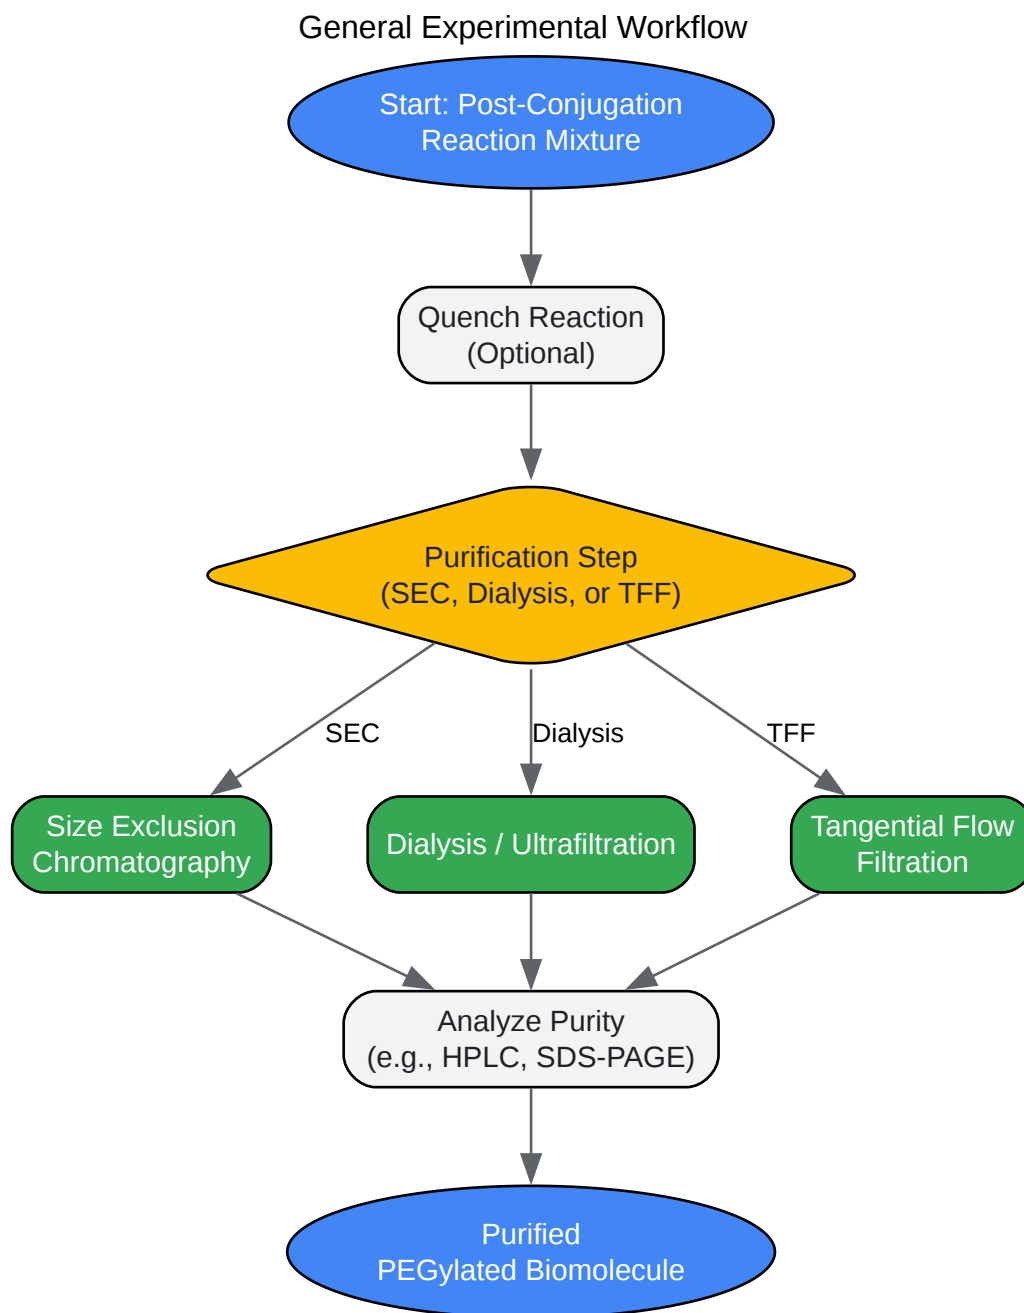 General Experimental Workflow
Start: Post-Conjugation
Reaction Mixture
Quench Reaction
(Optional)
Purification Step
(SEC, Dialysis, or TFF)
SEC
Dialysis
TFF
Size Exclusion
Chromatography
Dialysis / Ultrafiltration
Tangential Flow
Filtration
Analyze Purity
(e.g., HPLC, SDS-PAGE)
Purified
PEGylated Biomolecule